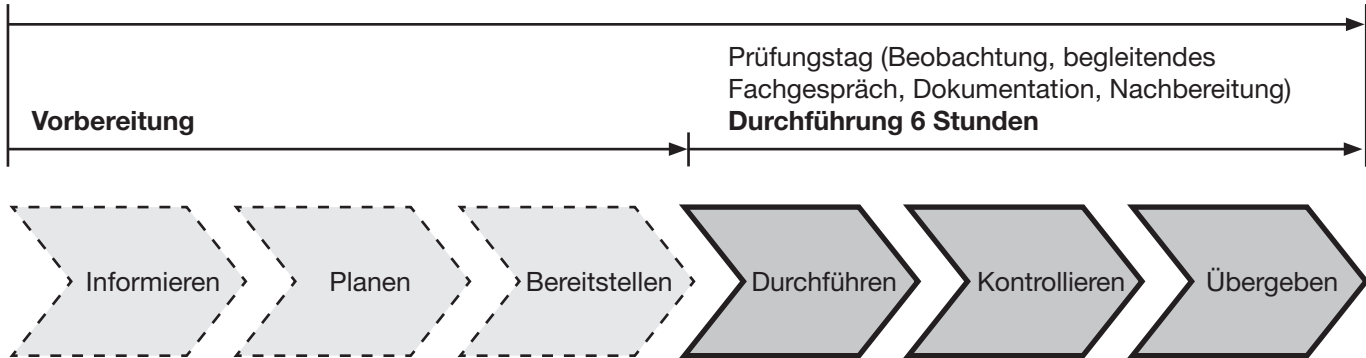 Prüfungstag (Beobachtung, begleitendes
Fachgespräch, Dokumentation, Nachbereitung)
Vorbereitung
Durchführung 6 Stunden
Informieren
Planen
Bereitstellen
Durchführen
Kontrollieren
Übergeben